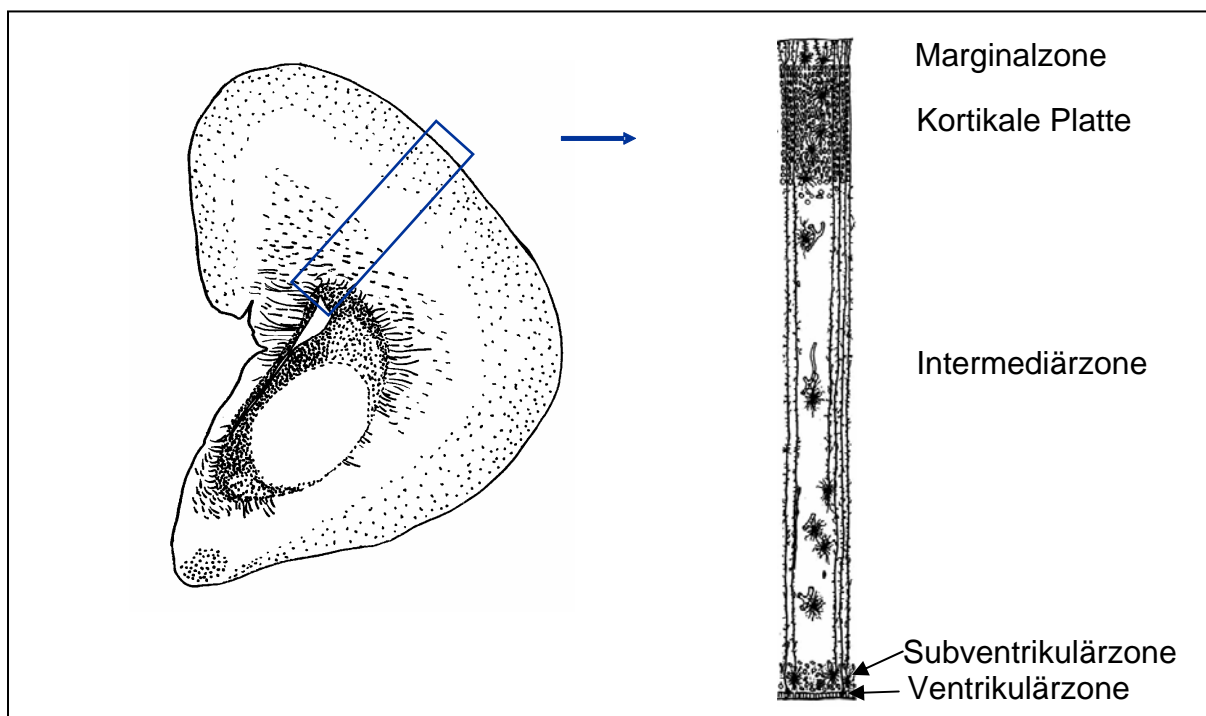 Marginalzone
Kortikale Platte
Intermediärzone
Subventrikulärzone
Ventrikulärzone